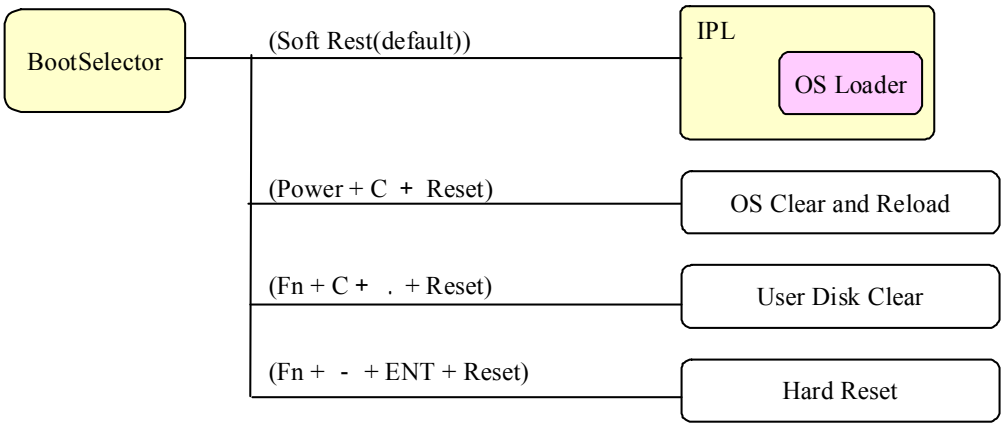 BootSelector
(Soft Rest(default))
IPL
OS Loader
(Power + C + Reset)
OS Clear and Reload
(Fn + C + . + Reset)
User Disk Clear
(Fn + - + ENT + Reset)
Hard Reset